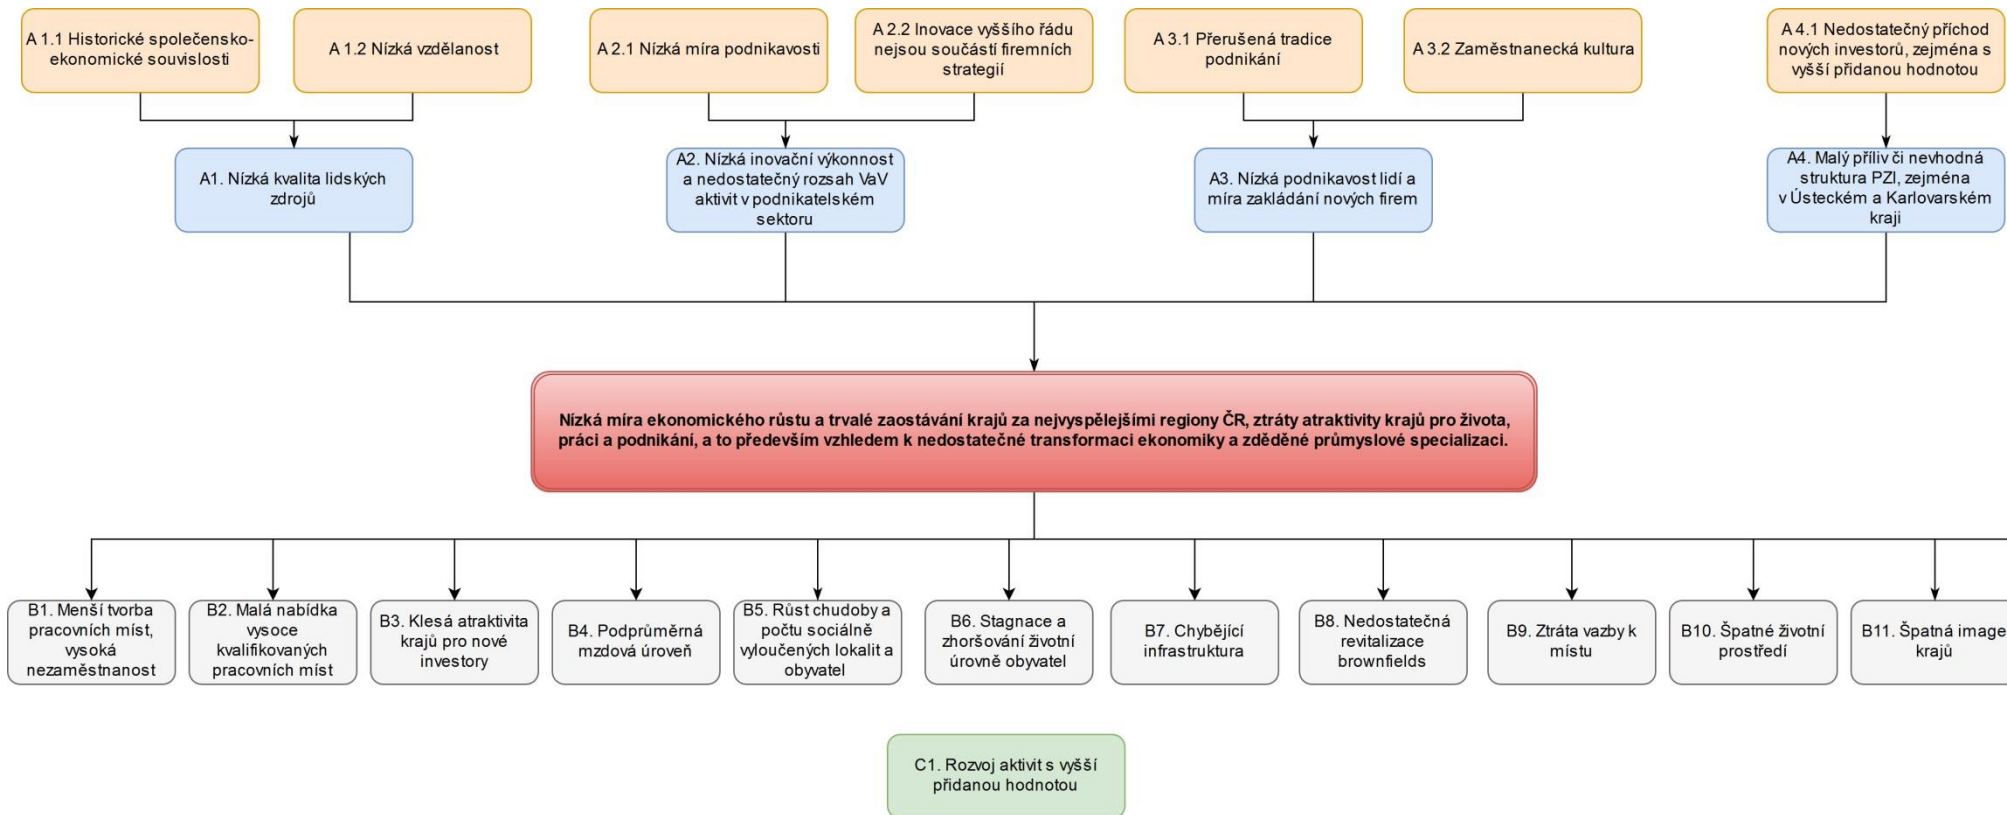 A 1.1 Historické společensko-
ekonomické souvislosti
A 1.2 Nízká vzdělanost
A 2.1 Nízká míra podnikavosti
A 2.2 Inovace vyššího řádu
nejsou součástí firemních
strategií
A 3.1 Přerušená tradice
podnikání
A 3.2 Zaměstnanecká kultura
A 4.1 Nedostatečný příchod
nových investorů, zejména s
vyšší přidanou hodnotou
A1. Nízká kvalita lidských
zdrojů
A2. Nízká inovační výkonnost
a nedostatečný rozsah VaV
aktivit v podnikatelském
sektoru
A3. Nízká podnikavost lidí a
míra zakládání nových firem
A4. Malý příliv či nevhodná
struktura PZI, zejména
v Ústeckém a Karlovarském
kraji
Nízká míra ekonomického růstu a trvalé zaostávání krajů za nejvyspělejšími regiony ČR, ztráty atraktivity krajů pro života,
práci a podnikání, a to především vzhledem k nedostatečné transformaci ekonomiky a zděděné průmyslové specializaci.
B1. Menší tvorba
pracovních míst,
vysoká
nezaměstnanost
B2. Malá nabídka
vysoce
kvalifikovaných
pracovních míst
B3. Klesá atraktivita
krajů pro nové
investory
B4. Podprůměrná
mzdová úroveň
B5. Růst chudoby a
počtu sociálně
vyloučených lokalit a
obyvatel
B6. Stagnace a
zhoršování životní
úrovně obyvatel
B7. Chybějící
infrastruktura
B8. Nedostatečná
revitalizace
brownfields
B9. Ztráta vazby k
místu
B10. Špatné životní
prostředí
B11. Špatná image
krajů
C1. Rozvoj aktivit s vyšší
přidanou hodnotou